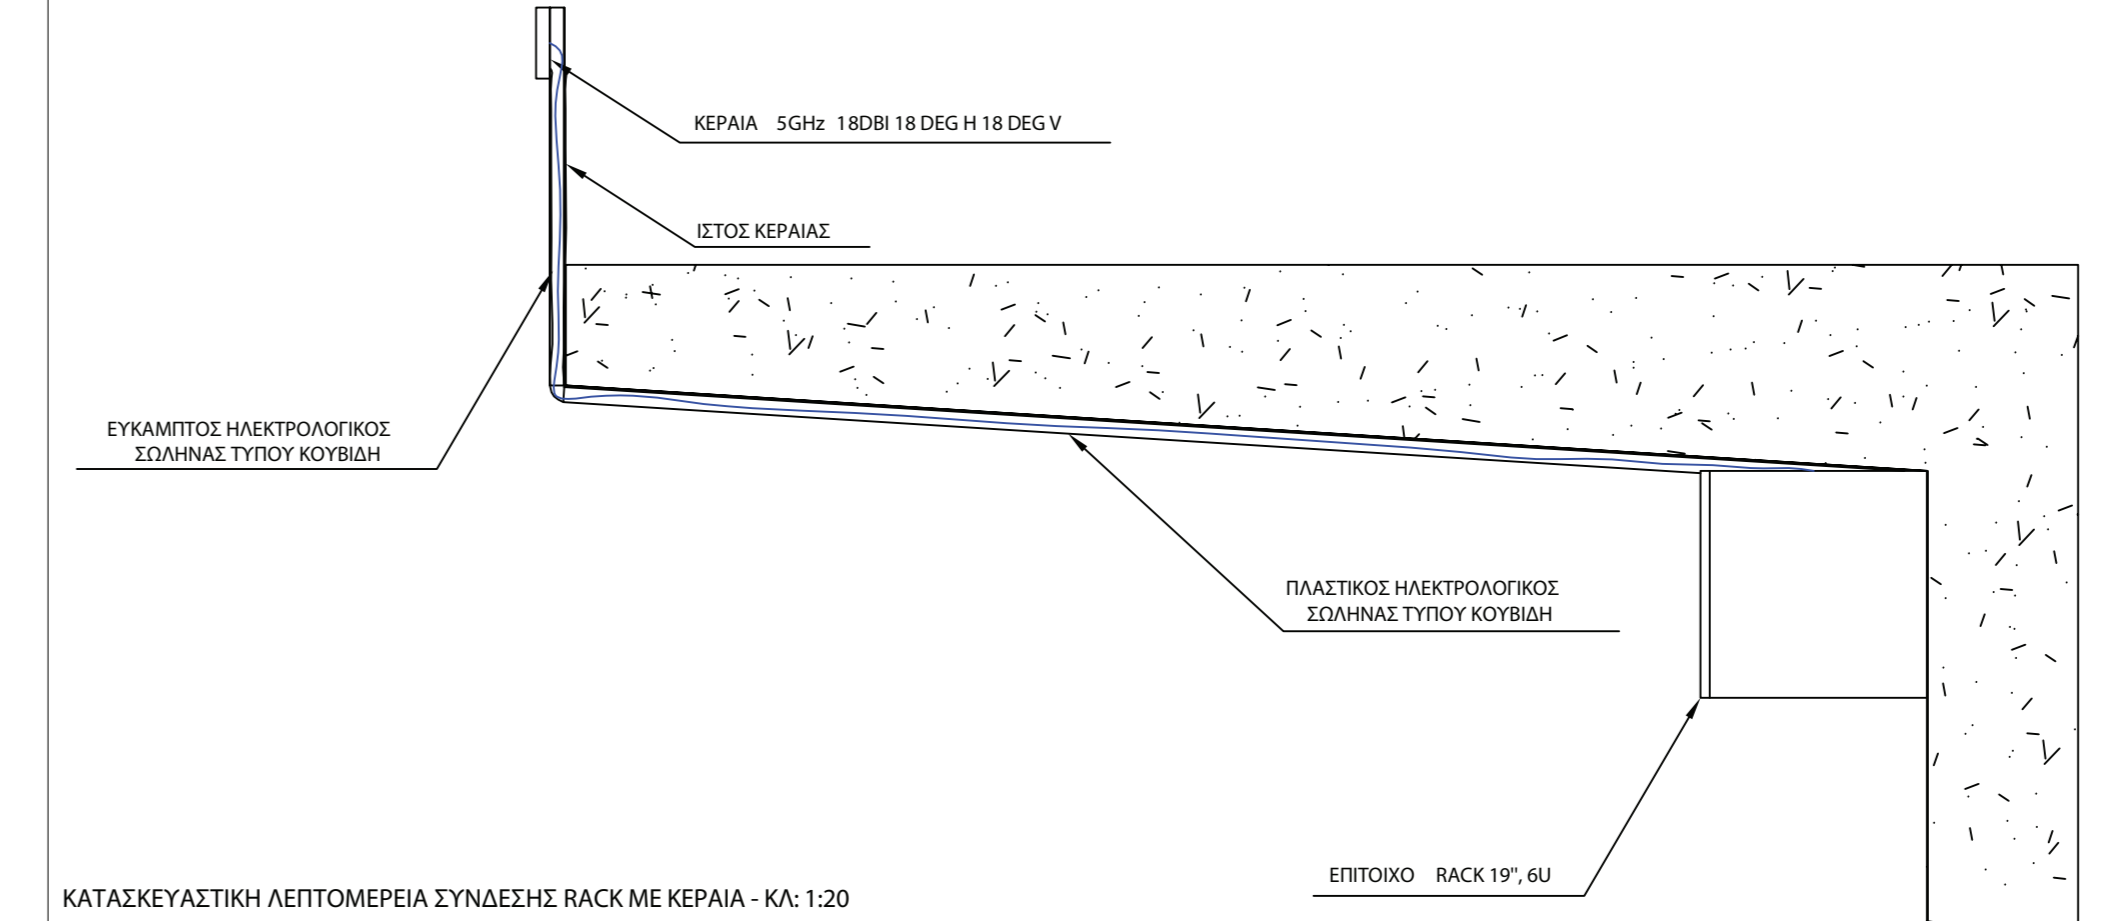 ΚΕΡΑΙΑ 5GHz 18DBI 18 DEG H 18 DEG V
ΙΣΤΟΣ ΚΕΡΑΙΑΣ
ΕΥΚΑΜΠΤΟΣ ΗΛΕΚΤΡΟΛΟΓΙΚΟΣ
ΣΩΛΗΝΑΣ ΤΥΠΟΥ ΚΟΥΒΙΔΗ
ΠΛΑΣΤΙΚΟΣ ΗΛΕΚΤΡΟΛΟΓΙΚΟΣ
ΣΩΛΗΝΑΣ ΤΥΠΟΥ ΚΟΥΒΙΔΗ
ΕΠΙΤΟΙΧΟ RACK 19", 6U
ΚΑΤΑΣΚΕΥΑΣΤΙΚΗ ΛΕΠΤΟΜΕΡΕΙΑ ΣΥΝΔΕΣΗΣ RACK ΜΕ ΚΕΡΑΙΑ - ΚΛ: 1:20